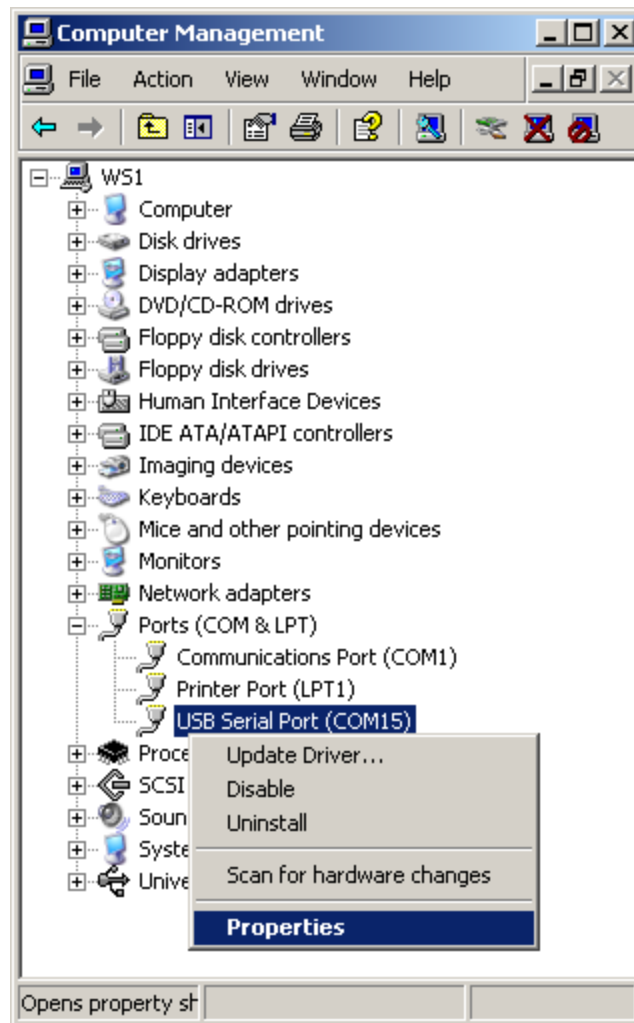 Computer Management
File Action View Window Help
WS1
Computer
Disk drives
Display adapters
DVD/CD-ROM drives
Floppy disk controllers
Floppy disk drives
Human Interface Devices
IDE ATA/ATAPI controllers
Imaging devices
Keyboards
Mice and other pointing devices
Monitors
Network adapters
Ports (COM & LPT)
Communications Port (COM1)
Printer Port (LPT1)
USB Serial Port (COM15)
Proce
Update Driver...
SCSI
Disable
Soun
Uninstall
Syste
Scan for hardware changes
Unive
Properties
Opens property sh